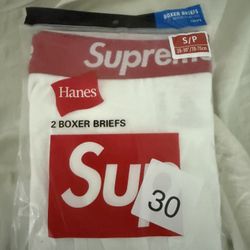 BOXER BRIEFS
S/P
Supreme
Hanes
2 BOXER BRIEFS
Sup
30